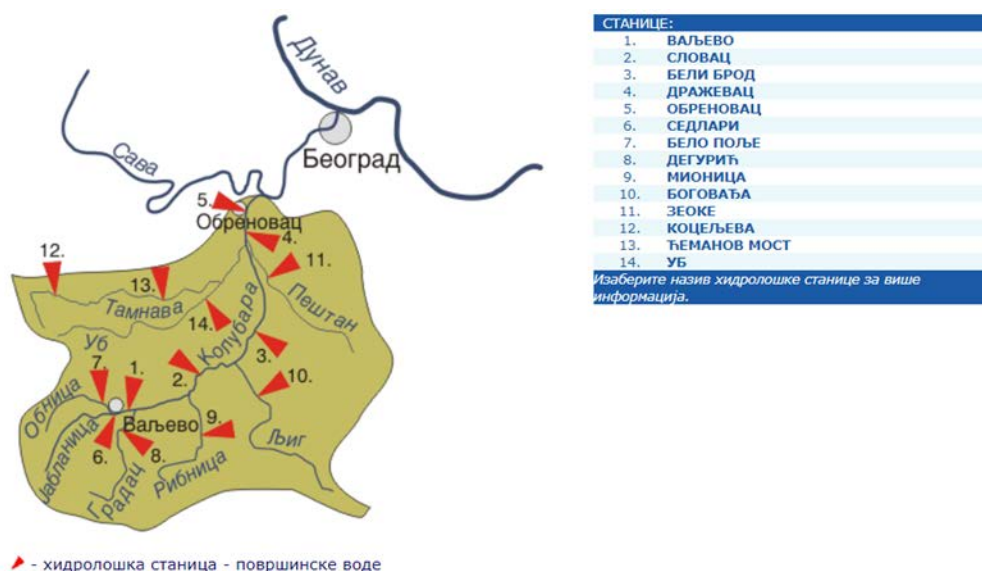 Дунав
Београд
Сава
5.
Обреновац
4.
12.
11.
13.
Пештан
Тамнава
14.
Колубара
Уб
3.
7.
1.
2.
10.
Обница
Ваљево
9.
Љиг
Јабланица
6.
8.
Градац
Рибница
- хидролошка станица - површинске воде
СТАНИЦЕ:
1. ВАЉЕВО
2. СЛОВАЦ
3. БЕЛИ БРОД
4. ДРАЖЕВАЦ
5. ОБРЕНОВАЦ
6. СЕДЛАРИ
7. БЕЛО ПОЉЕ
8. ДЕГУРИЋ
9. МИОНИЦА
10. БОГОВАЂА
11. ЗЕОКЕ
12. КОЦЕЉЕВА
13. ЋЕМАНОВ МОСТ
14. УБ
Изаберите назив хидролошке станице за више
информација.